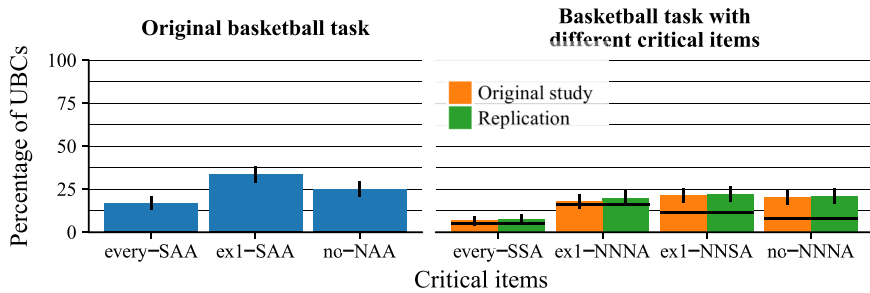 Original basketball task
Basketball task with
different critical items
Percentage of UBCs
100
75
50
25
0
Original study
Replication
every−SAA
ex1−SAA
no−NAA
every−SSA
ex1−NNNA
ex1−NNSA
no−NNNA
Critical items